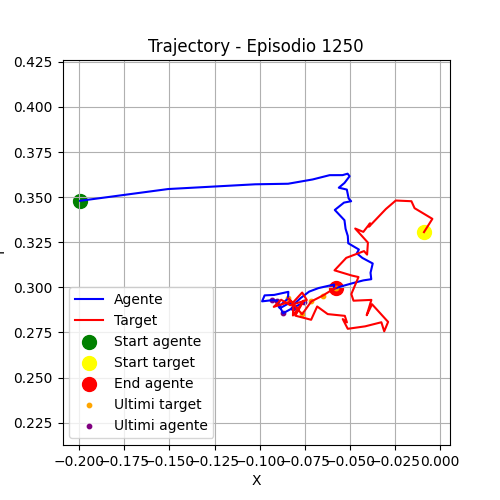 Trajectory - Episodio 1250
0.425
0.400
0.375
0.350
0.325
0.300
0.275
0.250
0.225
Agente
Target
Start agente
Start target
End agente
Ultimi target
Ultimi agente
−0.200 −0.175 −0.150 −0.125 −0.100 −0.075 −0.050 −0.025 0.000
X